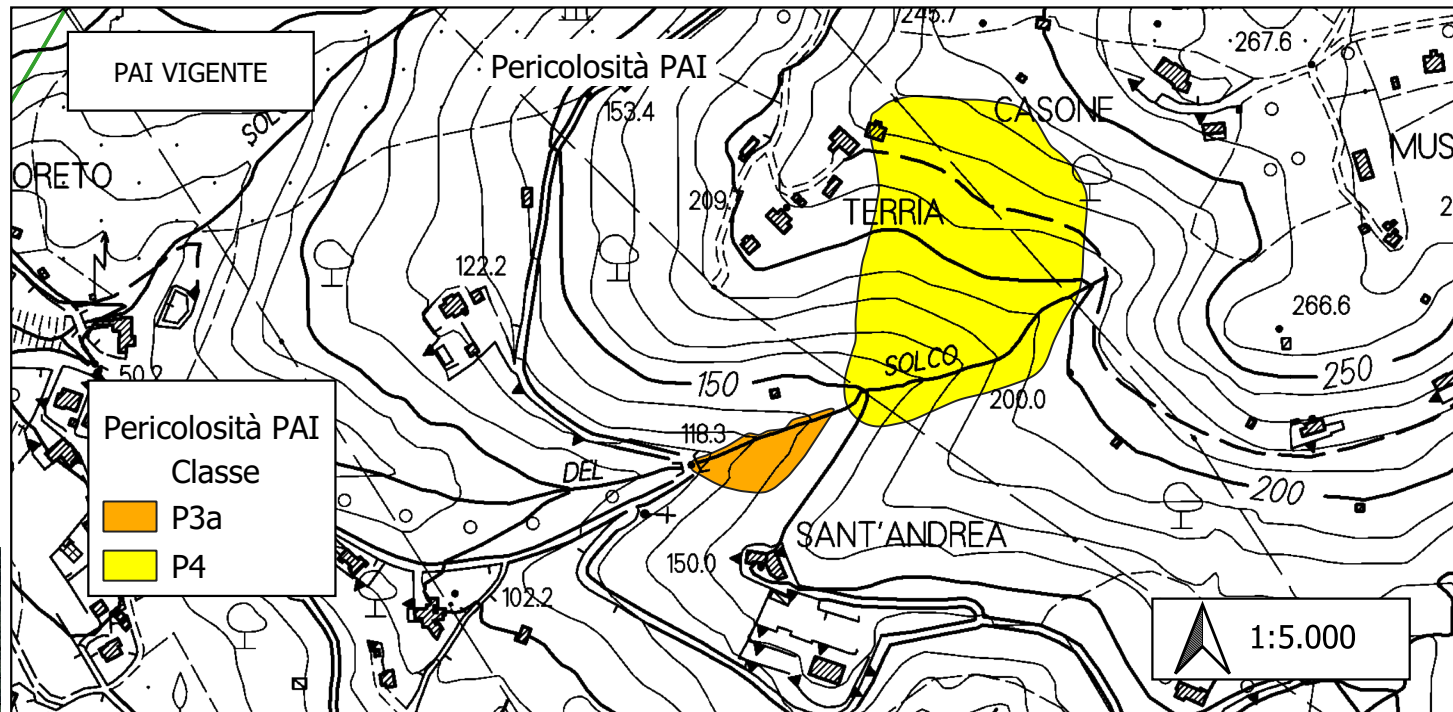 PAI VIGENTE
Pericolosità PAI
245.7
267.6
153.4
CASONE
MUS
ORETO
SOLC
209.
TERRIA
2
122.2
266.6
50.2
150
SOLCO
250
200.0
Pericolosità PAI
Classe
P3a
P4
118.3
DEL
200
SANT'ANDREA
150.0
102.2
1:5.000